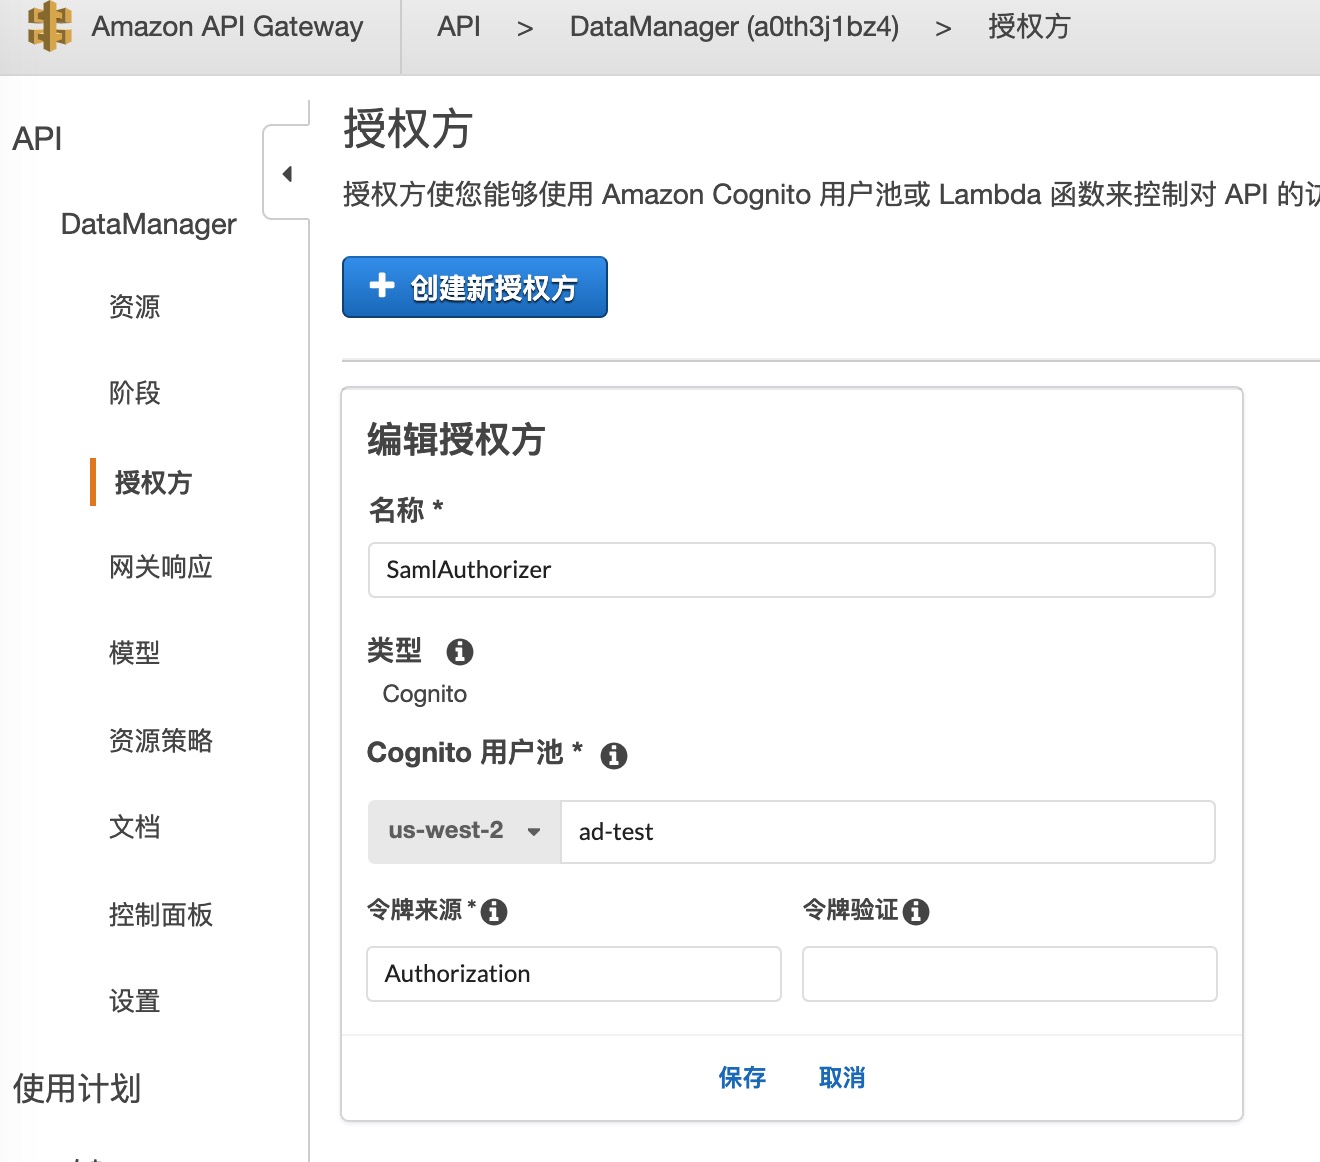 Amazon API Gateway
API > DataManager (a0th3j1bz4) > 授权方
API
DataManager
资源
阶段
授权方
网关响应
模型
资源策略
文档
控制面板
设置
使用计划
授权方
授权方使您能够使用 Amazon Cognito 用户池或 Lambda 函数来控制对 API 的
创建新授权方
编辑授权方
名称 *
SamlAuthorizer
类型
Cognito
Cognito 用户池 *
us-west-2 ad-test
令牌来源 * 令牌验证
Authorization
保存 取消